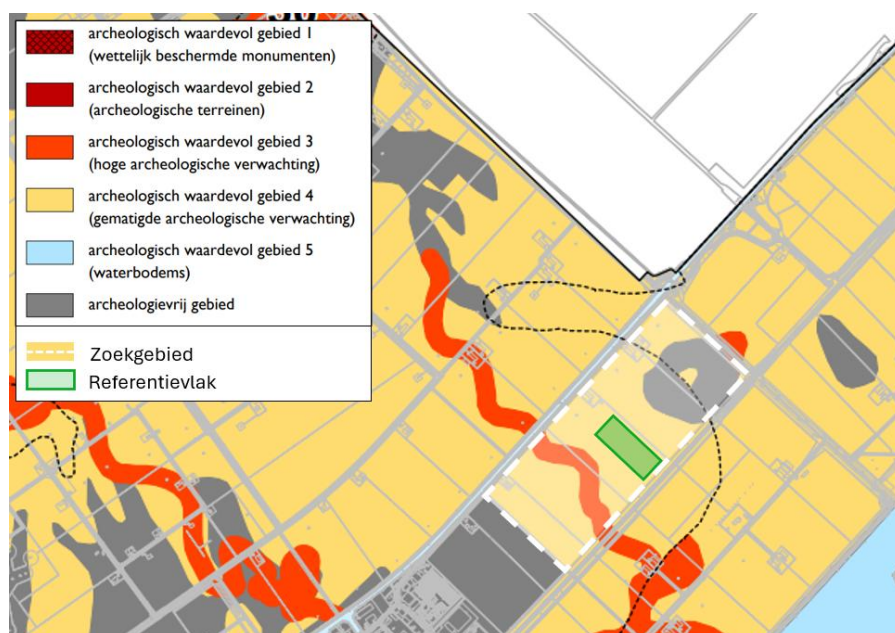 archeologisch waardevol gebied 1
(wettelijk beschermde monumenten)
archeologisch waardevol gebied 2
(archeologische terreinen)
archeologisch waardevol gebied 3
(hoge archeologische verwachting)
archeologisch waardevol gebied 4
(gematigde archeologische verwachting)
archeologisch waardevol gebied 5
(waterbodems)
archeologievrij gebied
Zoekgebied
Referentievlak